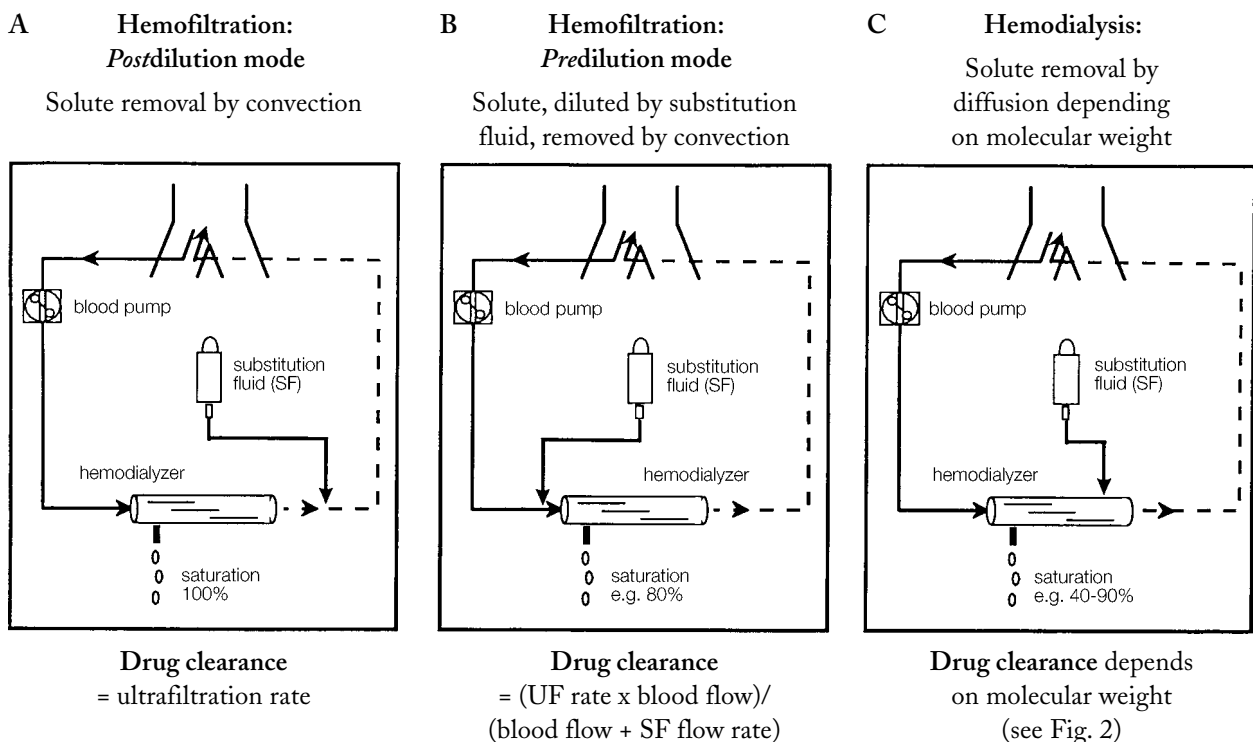 A
Hemofiltration:
Postdilution mode
Solute removal by convection
blood pump
substitution
fluid (SF)
hemodialyzer
saturation
100%
Drug clearance
= ultrafiltration rate
B
Hemofiltration:
Predilution mode
Solute, diluted by substitution
fluid, removed by convection
blood pump
substitution
fluid (SF)
hemodialyzer
saturation
e.g. 80%
Drug clearance
= (UF rate x blood flow)/
(blood flow + SF flow rate)
C
Hemodialysis:
Solute removal by
diffusion depending
on molecular weight
blood pump
substitution
fluid (SF)
hemodialyzer
saturation
e.g. 40-90%
Drug clearance depends
on molecular weight
(see Fig. 2)